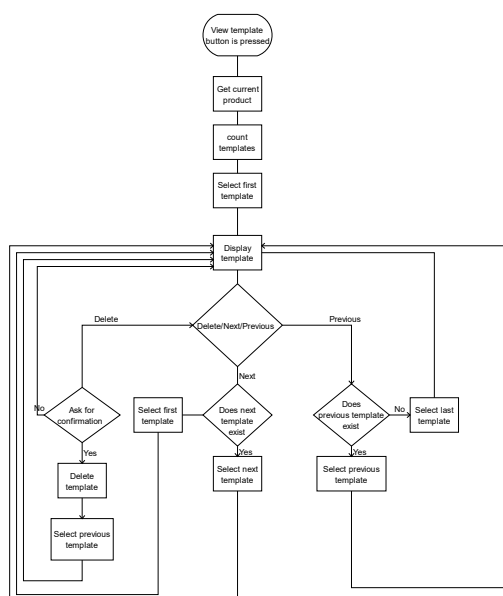 View template
button is pressed
Get current
product
count
templates
Select first
template
Display
template
Delete
Delete/Next/Previous
Previous
Next
No
Ask for
confirmation
Select first
template
Does next
template
exist
Does
previous template
exist
No
Select last
template
Yes
Yes
Yes
Delete
template
Select next
template
Select previous
template
Select previous
template